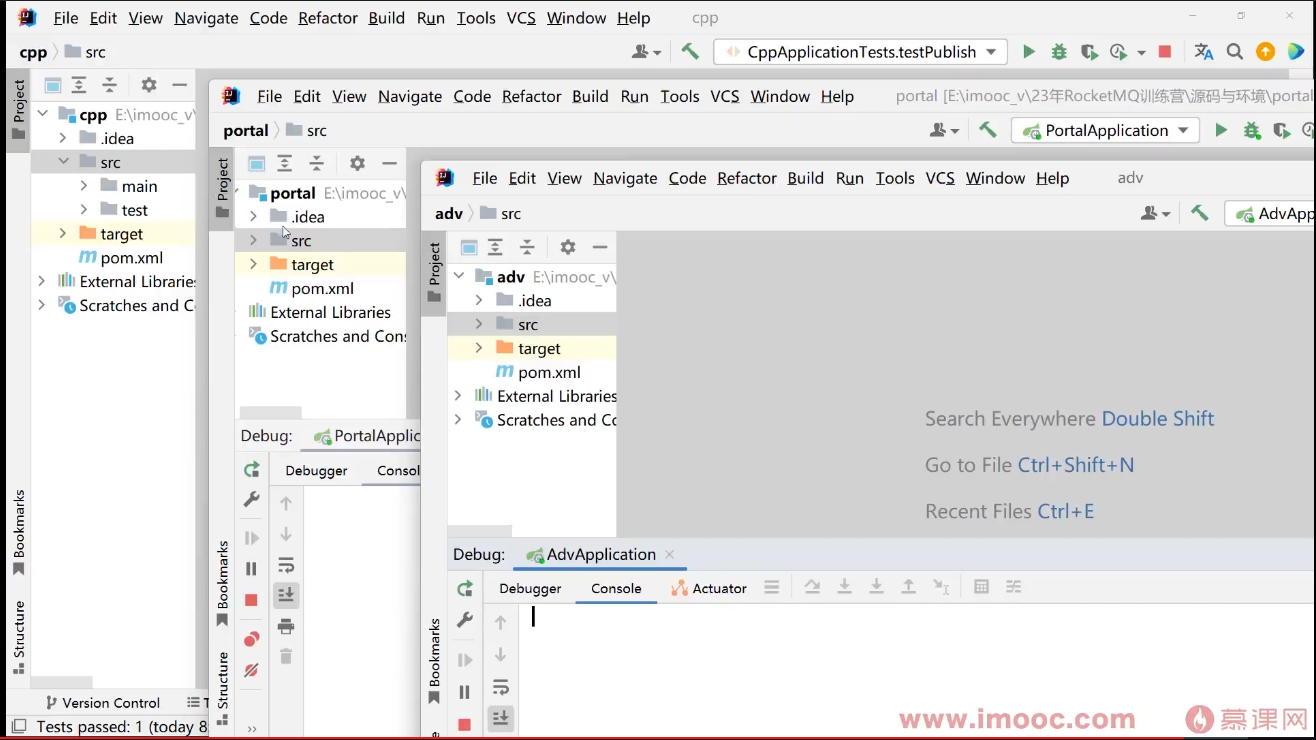 File Edit View Navigate Code Refactor Build Run Tools VCS Window Help cpp
cpp src CppApplicationTests.testPublish
Project
cpp E:\imooc_v\
.idea
src
main
test
target
pom.xml
External Libraries
Scratches and Co
Bookmarks
Structure
Version Control
Tests passed: 1 (today 8
File Edit View Navigate Code Refactor Build Run Tools VCS Window Help portal [E:\imooc_v\23年RocketMQ训练营\源码与环境\portal
portal src PortalApplication
Project
portal E:\imooc_v\
.idea
src
target
pom.xml
External Libraries
Scratches and Cons
Debug: PortalApplic
Debugger Consol
Bookmarks
Structure
File Edit View Navigate Code Refactor Build Run Tools VCS Window Help adv
adv src AdvApp
Project
adv E:\imooc_v\
.idea
src
target
pom.xml
External Libraries
Scratches and Co
Search Everywhere Double Shift
Go to File Ctrl+Shift+N
Recent Files Ctrl+E
Debug: AdvApplication
Debugger Console Actuator
Bookmarks
www.imooc.com 慕课网